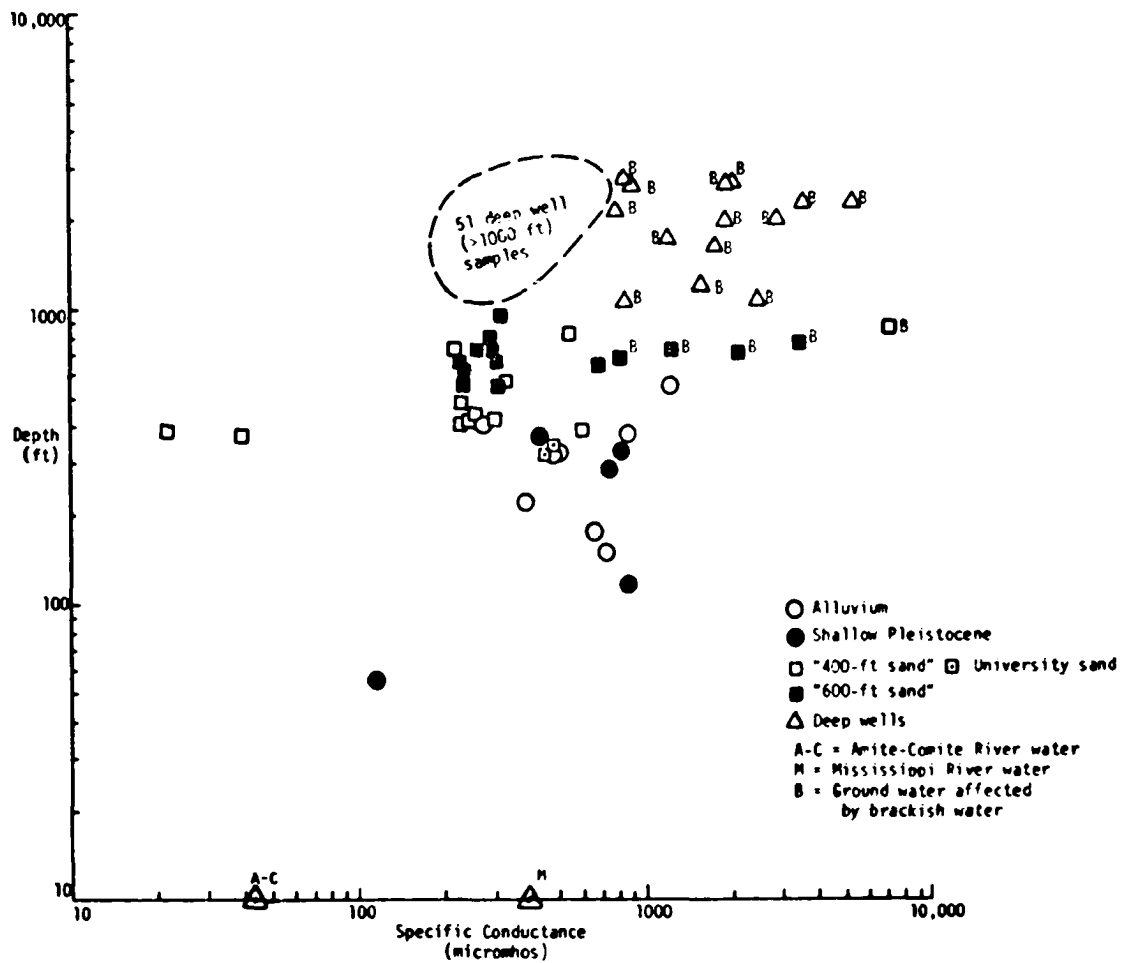 10,000
B
B
B
B
B
B
B
51 deep well
(>1000 ft)
samples
B
B
B
B
B
B
B
B
1000
B
B
B
B
B
Depth
(ft)
100
Alluvium
Shallow Pleistocene
"400-ft sand" University sand
"600-ft sand"
Deep wells
A-C = Amite-Comite River water
M = Mississippi River water
B = Ground water affected
by brackish water
A-C
M
10
10 100 1000 10,000
Specific Conductance
(micromhos)